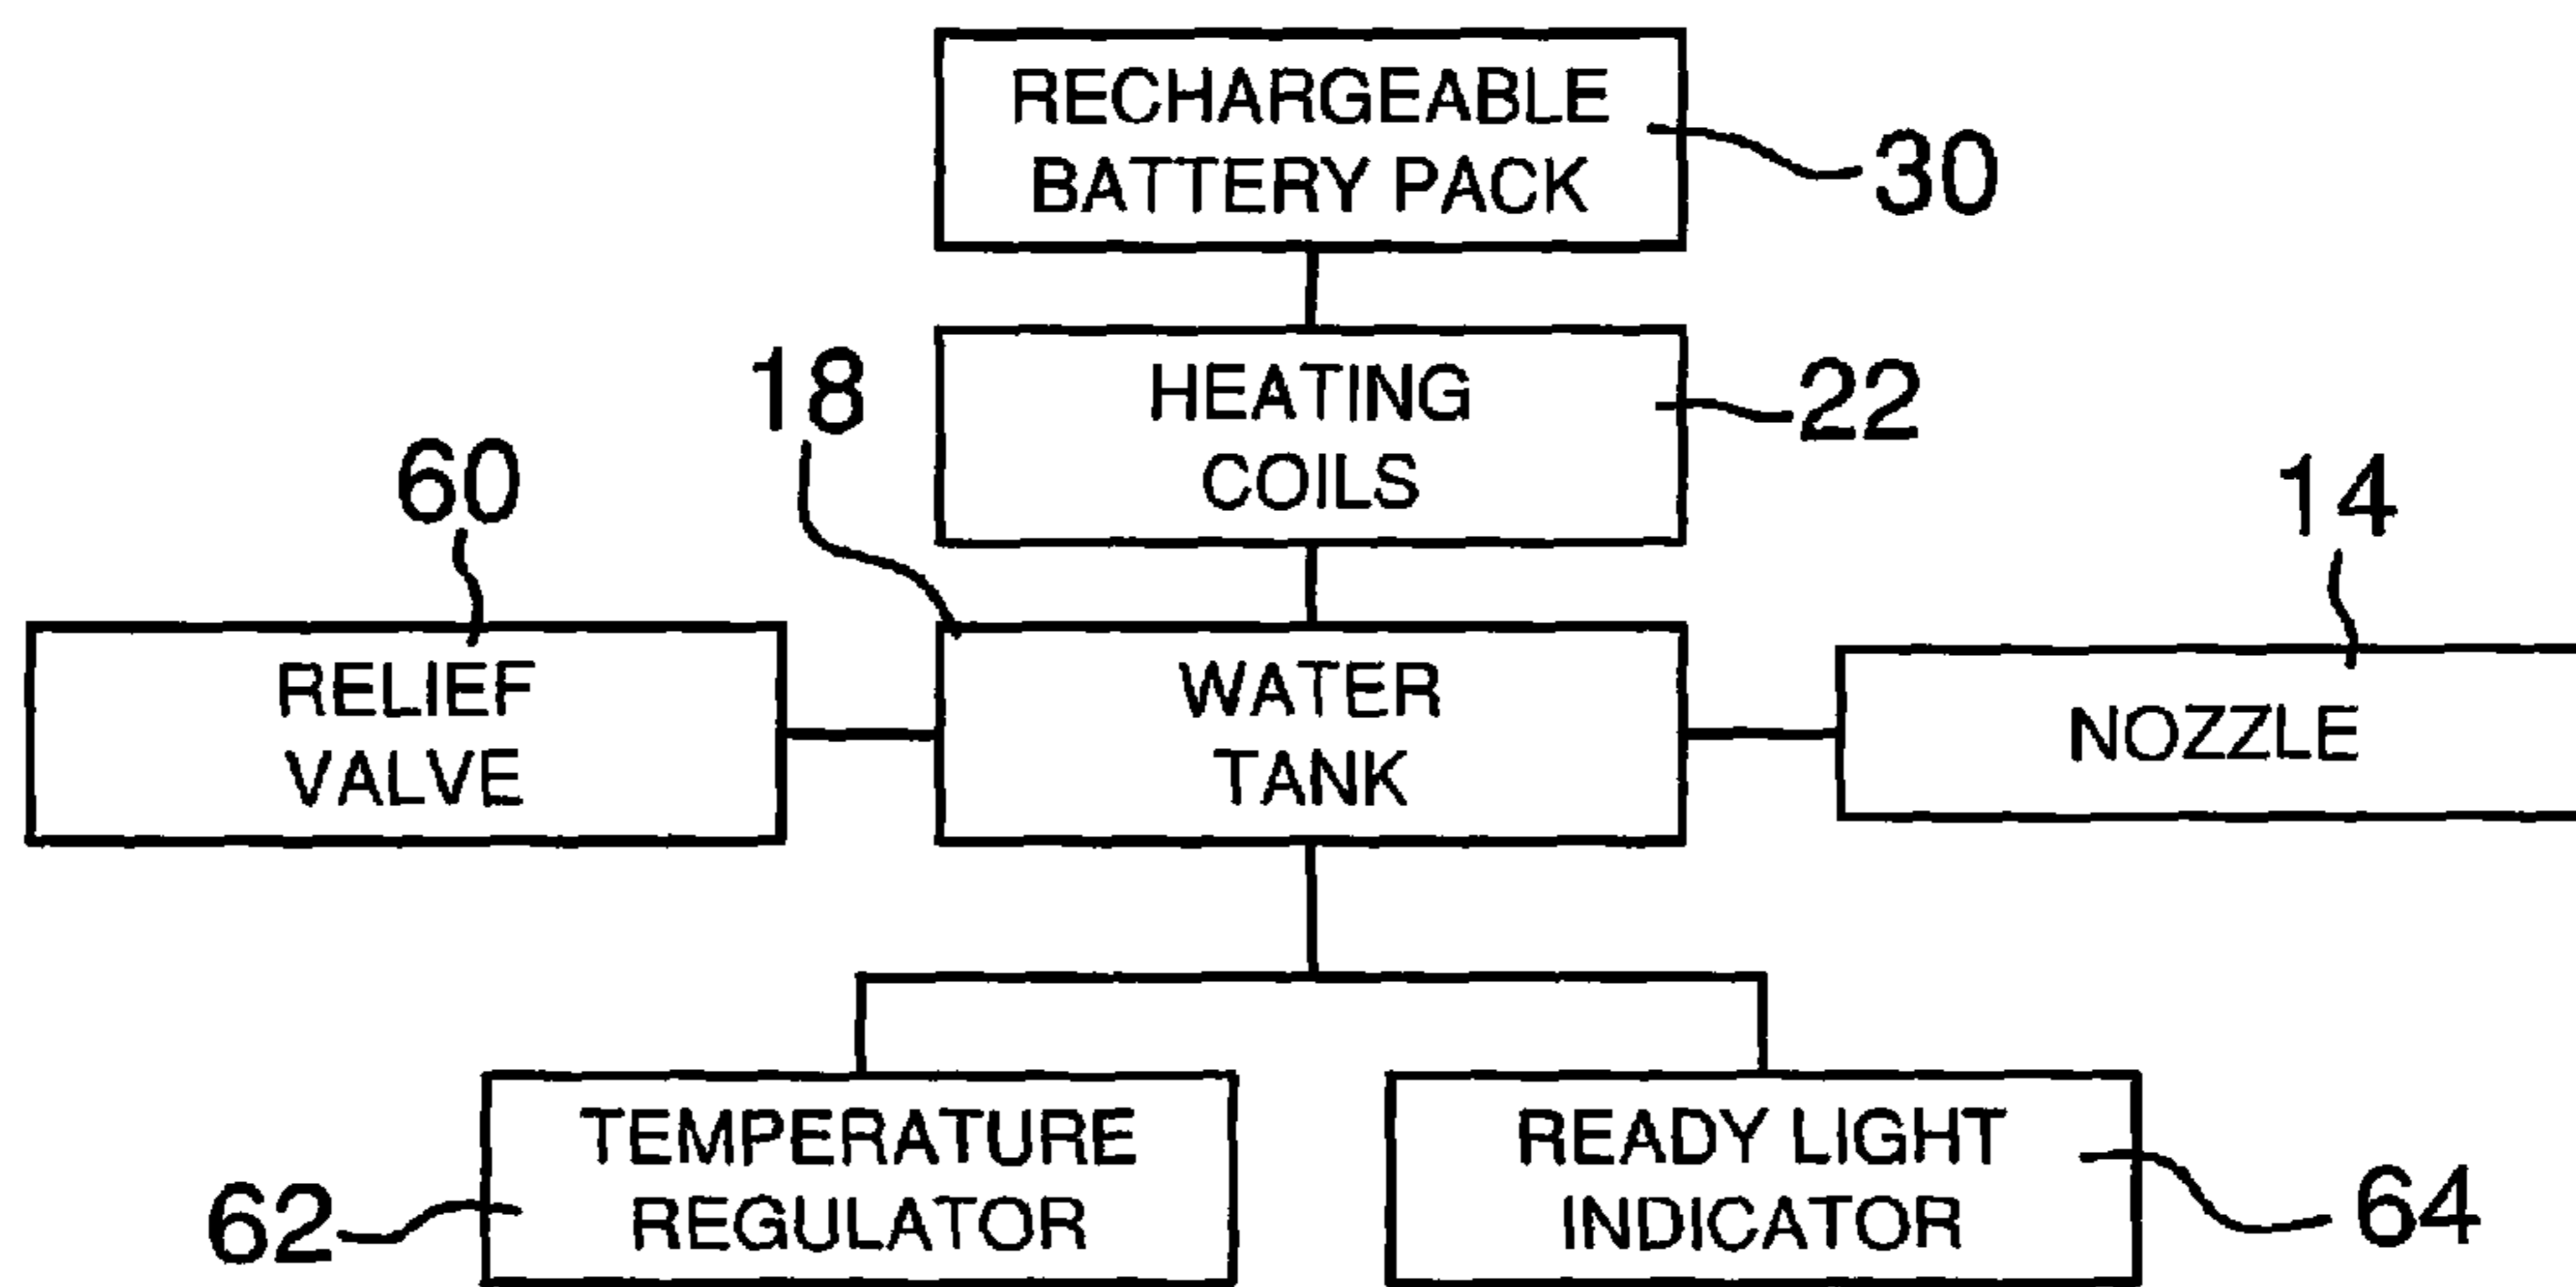 RECHARGEABLE
BATTERY PACK
30
HEATING
COILS
22
18
60
14
RELIEF
VALVE
WATER
TANK
NOZZLE
TEMPERATURE
REGULATOR
62
READY LIGHT
INDICATOR
64